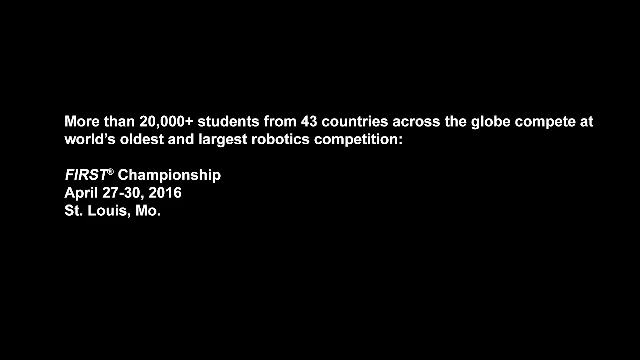 More than 20,000+ students from 43 countries across the globe compete at
world’s oldest and largest robotics competition:
FIRST® Championship
April 27-30, 2016
St. Louis, Mo.